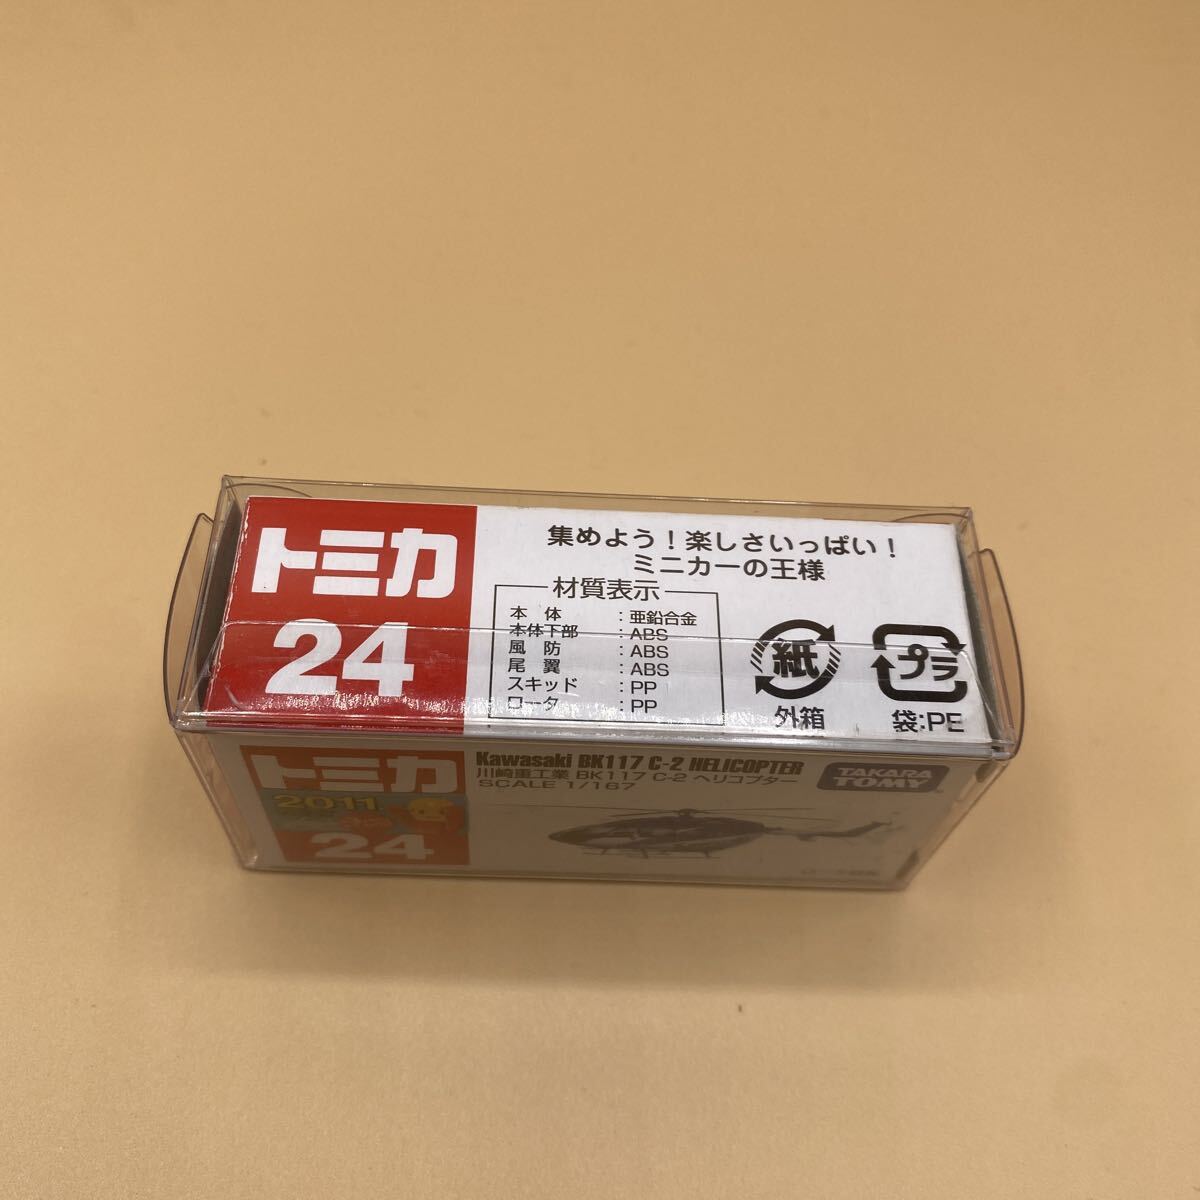 トミカ
24
集めよう！楽しさいっぱい！
ミニカーの王様
材質表示
本体：亜鉛合金
本体下部：ABS
風防：ABS
尾翼：ABS
スキッド：PP
ロータ：PP
紙
外箱
プラ
袋:PE
トミカ
2011
24
Kawasaki BK117 C-2 HELICOPTER
川崎重工業 BK117 C-2 ヘリコプター
SCALE 1/167
TAKARA
TOMY